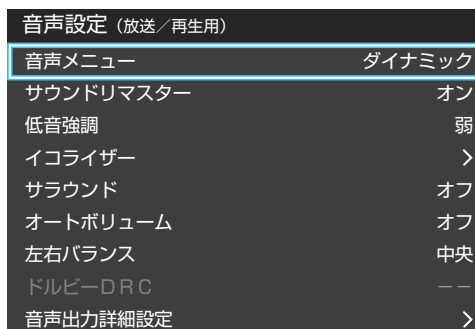 音声設定（放送／再生用）
音声メニュー ダイナミック
サウンドリマスター オン
低音強調 弱
イコライザー >
サラウンド オフ
オートボリューム オフ
左右バランス 中央
ドルビーＤＲＣ −−
音声出力詳細設定 >